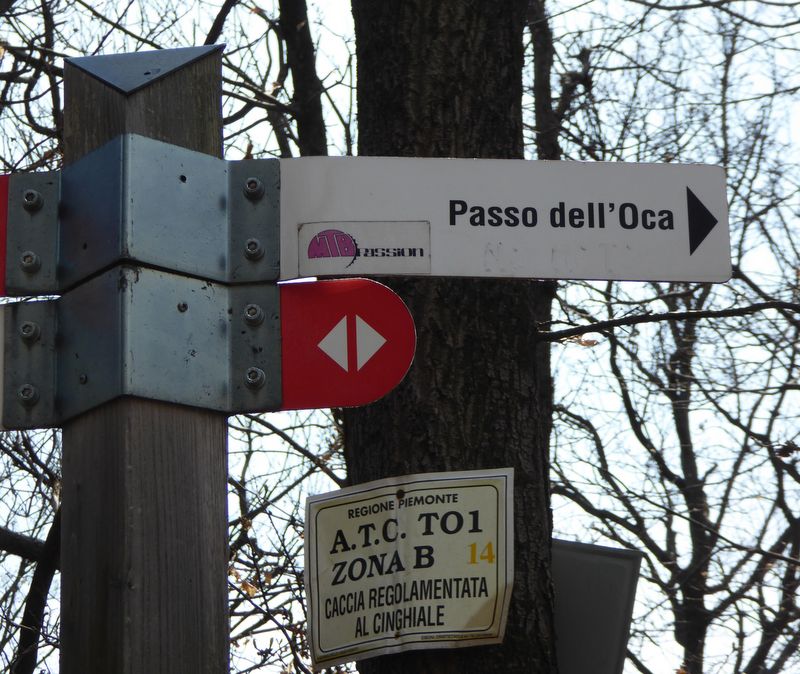 Passo dell'Oca
MTB PASSION
REGIONE PIEMONTE
A.T.C. TO1
ZONA B 14
CACCIA REGOLAMENTATA
AL CINGHIALE